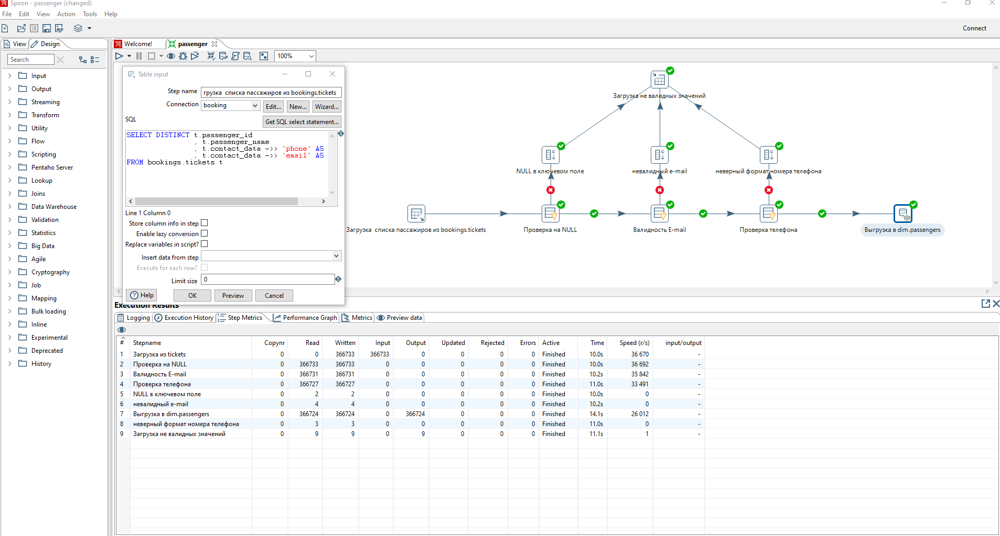 Spoon - passenger (changed)
File Edit View Action Tools Help
Connect
View Design
Search
Input
Output
Streaming
Transform
Utility
Flow
Scripting
Pentaho Server
Lookup
Joins
Data Warehouse
Validation
Statistics
Big Data
Agile
Cryptography
Job
Mapping
Bulk loading
Inline
Experimental
Deprecated
History
Welcome! passenger
100%
Table input
Step name грузка списка пассажиров из bookings.tickets
Connection booking Edit... New... Wizard...
SQL Get SQL select statement...
SELECT DISTINCT t.passenger_id
, t.passenger_name
, t.contact_data ->> 'phone' AS
, t.contact_data ->> 'email' AS
FROM bookings.tickets t
Line 1 Column 0
Store column info in step
Enable lazy conversion
Replace variables in script?
Insert data from step
Execute for each row?
Limit size 0
Help OK Preview Cancel
Загрузка не валидных значений
NULL в ключевом поле невалидный e-mail неверный формат номера телефона
Загрузка списка пассажиров из bookings.tickets Проверка на NULL Валидность E-mail Проверка телефона Выгрузка в dim.passengers
Execution Results
Logging Execution History Step Metrics Performance Graph Metrics Preview data
# Stepname Copynr Read Written Input Output Updated Rejected Errors Active Time Speed (r/s) input/output
1 Загрузка из tickets 0 0 366733 366733 0 0 0 0 Finished 10.0s 36 670 -
2 Проверка на NULL 0 366733 366733 0 0 0 0 0 Finished 10.0s 36 692 -
3 Валидность E-mail 0 366731 366731 0 0 0 0 0 Finished 10.2s 35 842 -
4 Проверка телефона 0 366727 366727 0 0 0 0 0 Finished 11.0s 33 491 -
5 NULL в ключевом поле 0 2 2 0 0 0 0 0 Finished 10.0s 0 -
6 невалидный e-mail 0 4 4 0 0 0 0 0 Finished 10.2s 0 -
7 Выгрузка в dim.passengers 0 366724 366724 0 366724 0 0 0 Finished 14.1s 26 012 -
8 неверный формат номера телефона 0 3 3 0 0 0 0 0 Finished 11.0s 0 -
9 Загрузка не валидных значений 0 9 9 0 9 0 0 0 Finished 11.1s 1 -